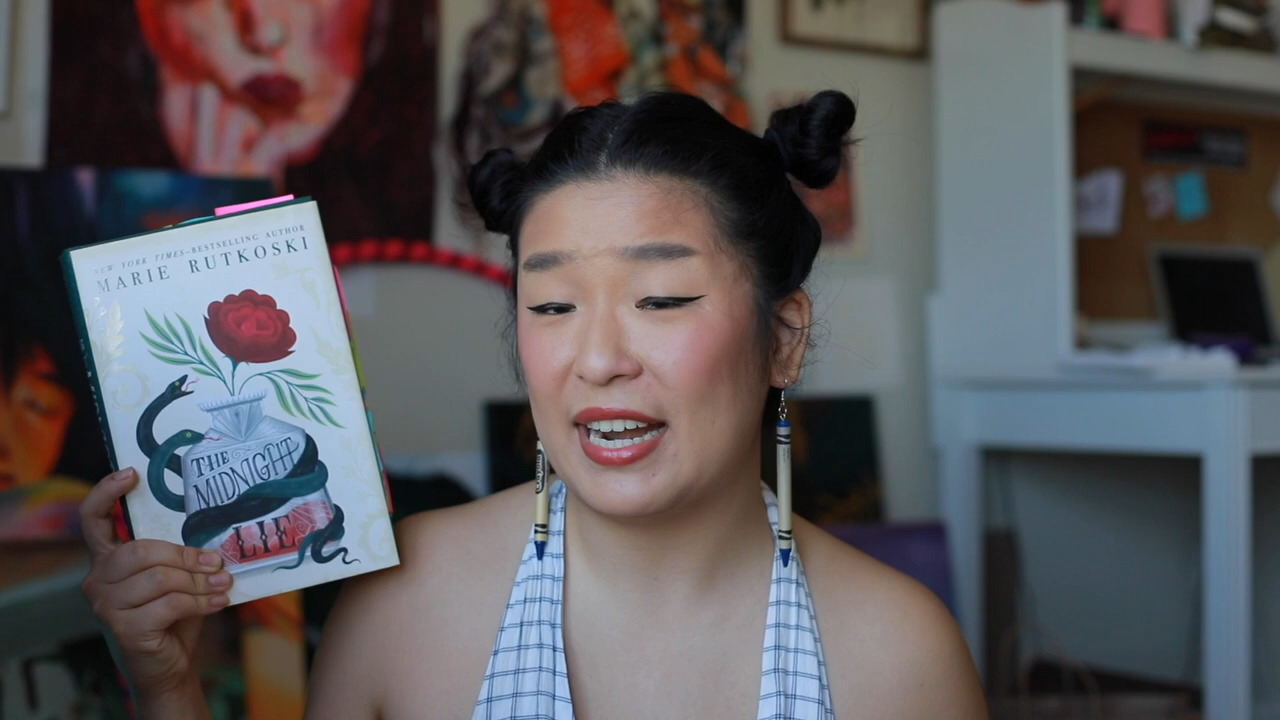 NEW YORK TIMES–BESTSELLING AUTHOR
MARIE RUTKOSKI
THE
MIDNIGHT
LIE